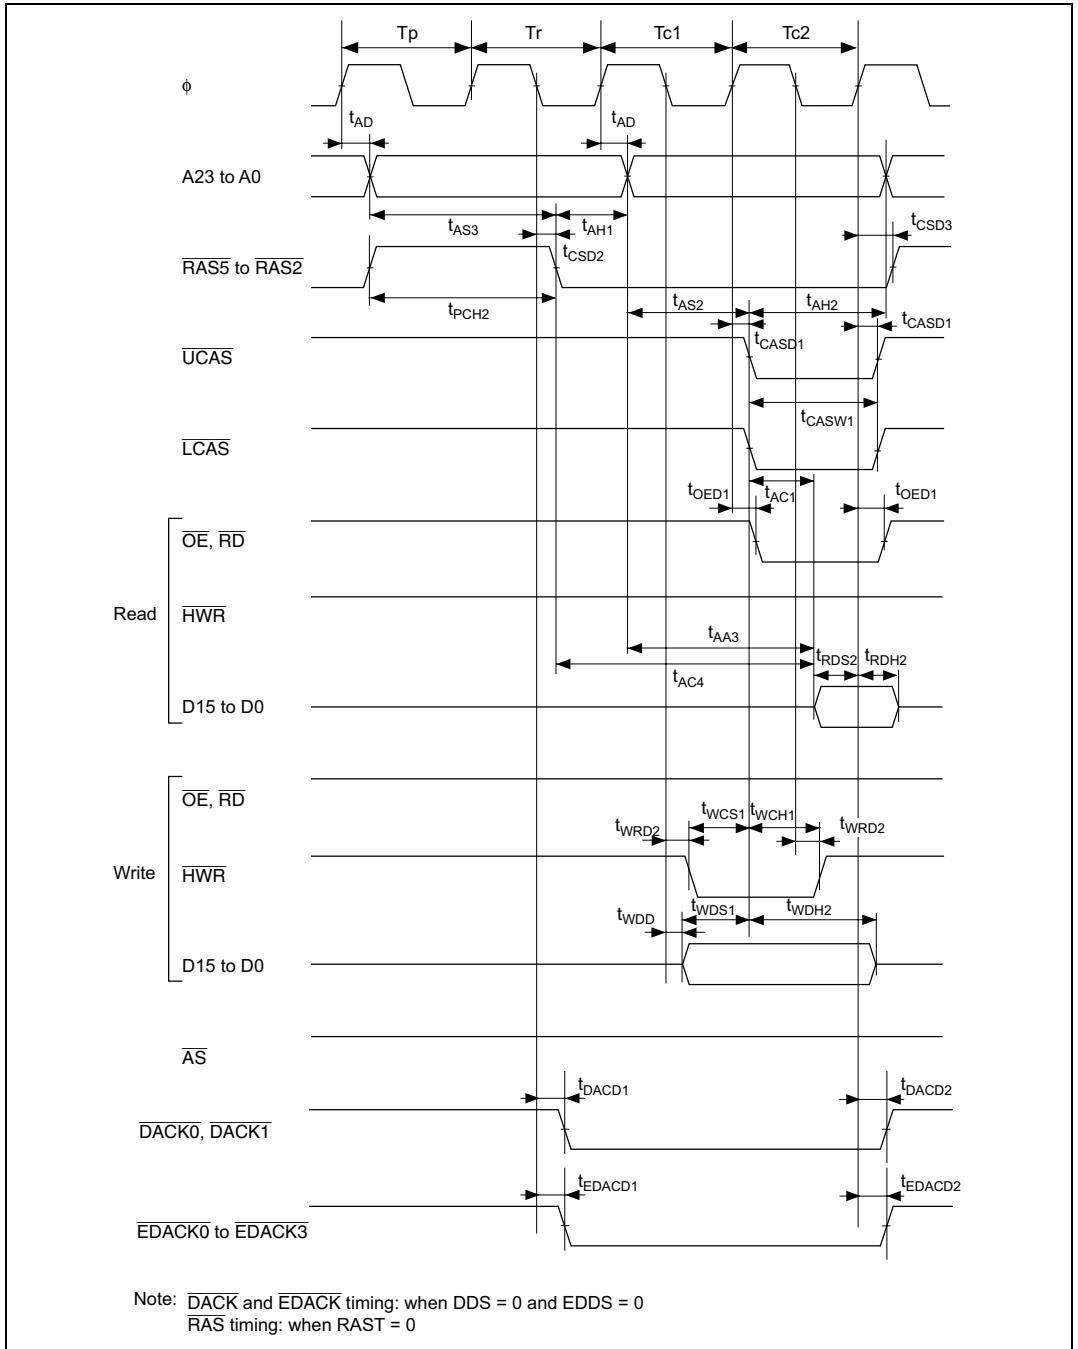 Tp Tr Tc1 Tc2
ϕ
tAD tAD
A23 to A0
tAS3 tAH1 tCSD3
tCSD2
RAS5 to RAS2
tPCH2 tAS2 tAH2
tCASD1 tCASD1
UCAS
tCASW1
LCAS
tOED1 tAC1 tOED1
OE, RD
Read HWR
tAA3
tRDS2 tRDH2
tAC4
D15 to D0
OE, RD
tWCS1 tWCH1
tWRD2 tWRD2
Write HWR
tWDD tWDS1 tWDH2
D15 to D0
AS
tDACD1 tDACD2
DACK0, DACK1
tEDACD1 tEDACD2
EDACK0 to EDACK3
Note: DACK and EDACK timing: when DDS = 0 and EDDS = 0
RAS timing: when RAST = 0